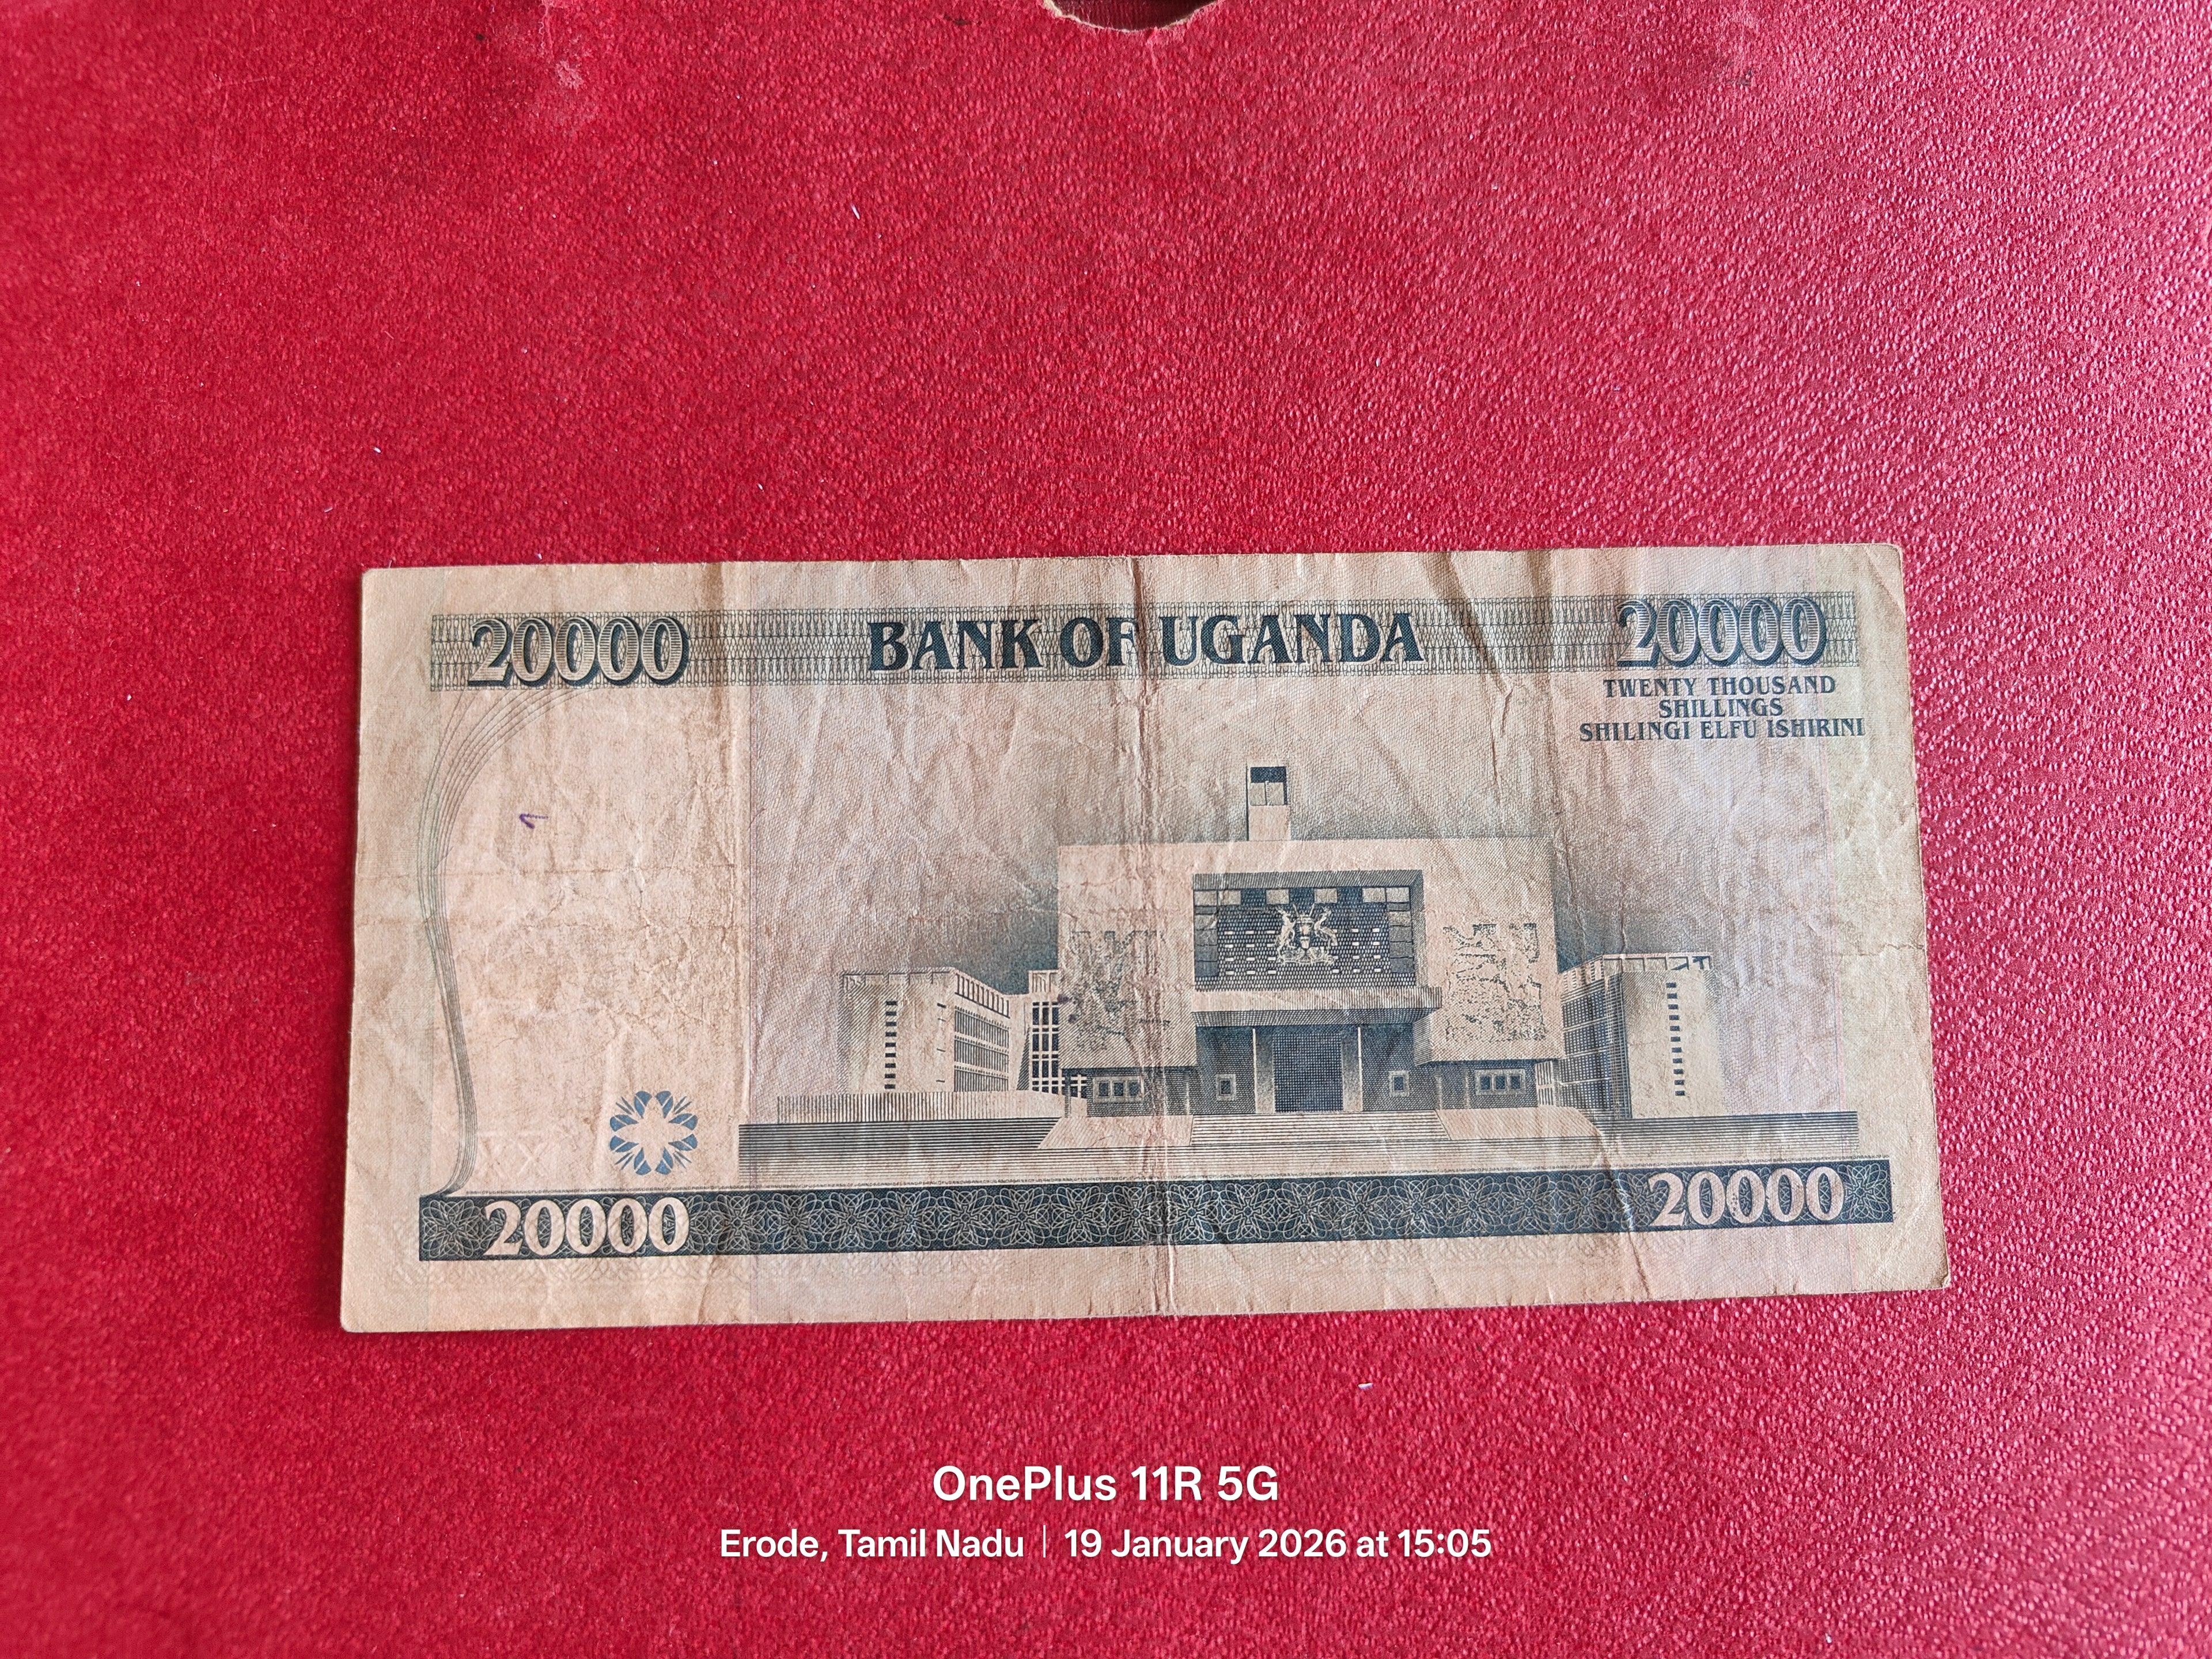 20000 BANK OF UGANDA 20000
TWENTY THOUSAND
SHILLINGS
SHILINGI ELFU ISHIRINI
XX
20000 20000
OnePlus 11R 5G
Erode, Tamil Nadu | 19 January 2026 at 15:05